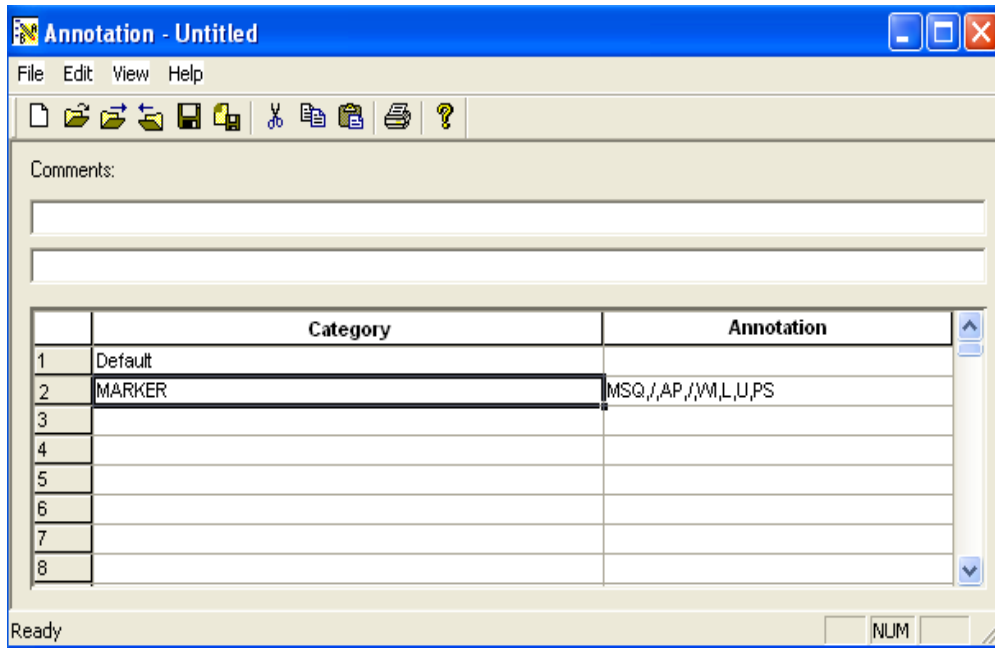 Annotation - Untitled
File Edit View Help
Comments:
Category Annotation
1 Default
2 MARKER MSQ,/,AP,/,WI,L,U,PS
3
4
5
6
7
8
Ready NUM